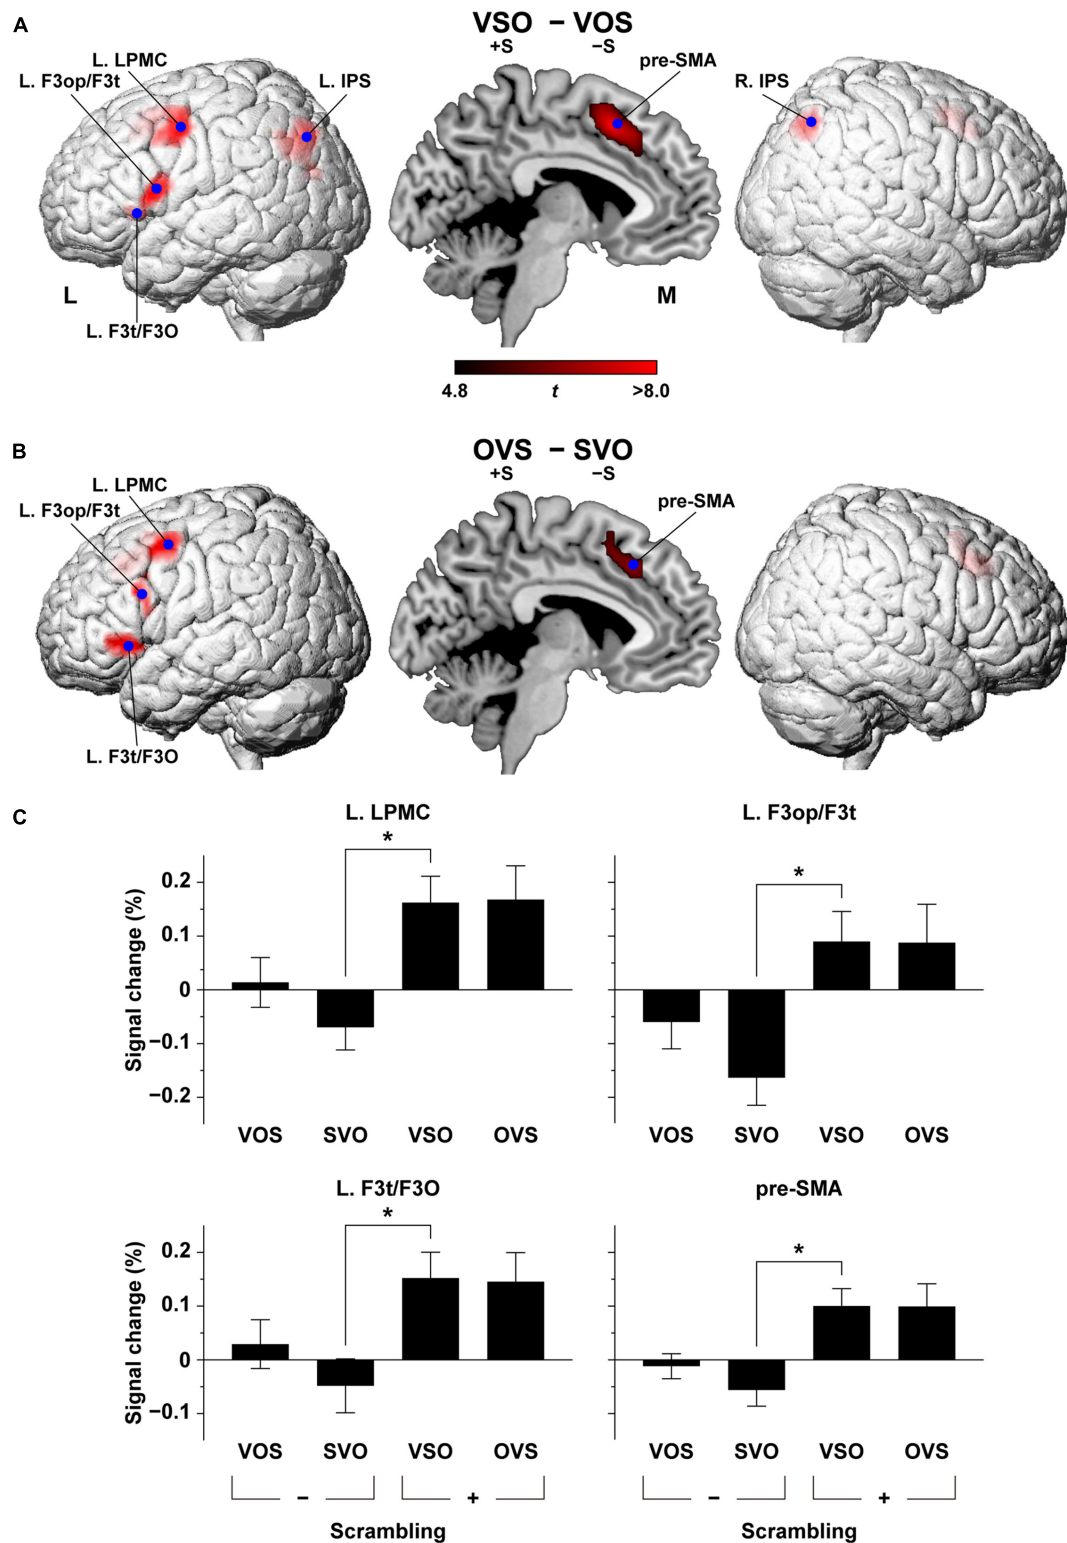 A
VSO – VOS
+S –S
L. LPMC
L. F3op/F3t
L. IPS
pre-SMA
R. IPS
L
M
L. F3t/F3O
4.8 t >8.0
B
OVS – SVO
+S –S
L. LPMC
L. F3op/F3t
pre-SMA
L. F3t/F3O
C
L. LPMC
*
Signal change (%)
0.2
0.1
0
−0.1
−0.2
VOS SVO VSO OVS
L. F3op/F3t
*
VOS SVO VSO OVS
L. F3t/F3O
*
Signal change (%)
0.2
0.1
0
−0.1
VOS SVO VSO OVS
– +
Scrambling
pre-SMA
*
VOS SVO VSO OVS
– +
Scrambling